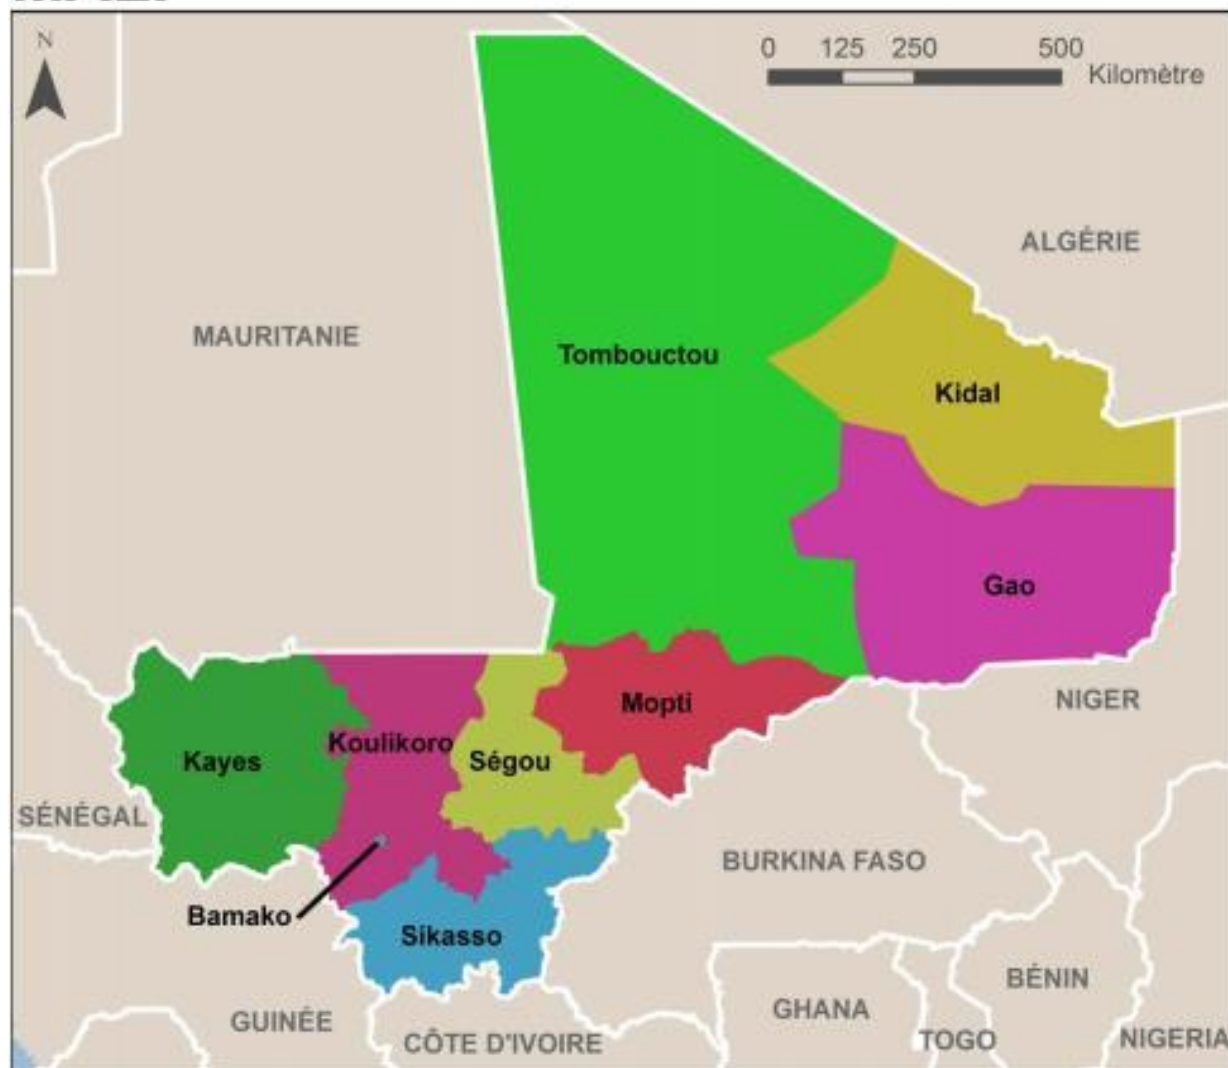 N
0 125 250 500
Kilomètre
ALGÉRIE
MAURITANIE
Tombouctou
Kidal
Gao
Mopti
NIGER
Koulikoro
Ségou
Kayes
SÉNÉGAL
BURKINA FASO
Bamako
Sikasso
BÉNIN
GHANA
GUINÉE
TOGO
NIGERIA
CÔTE D'IVOIRE